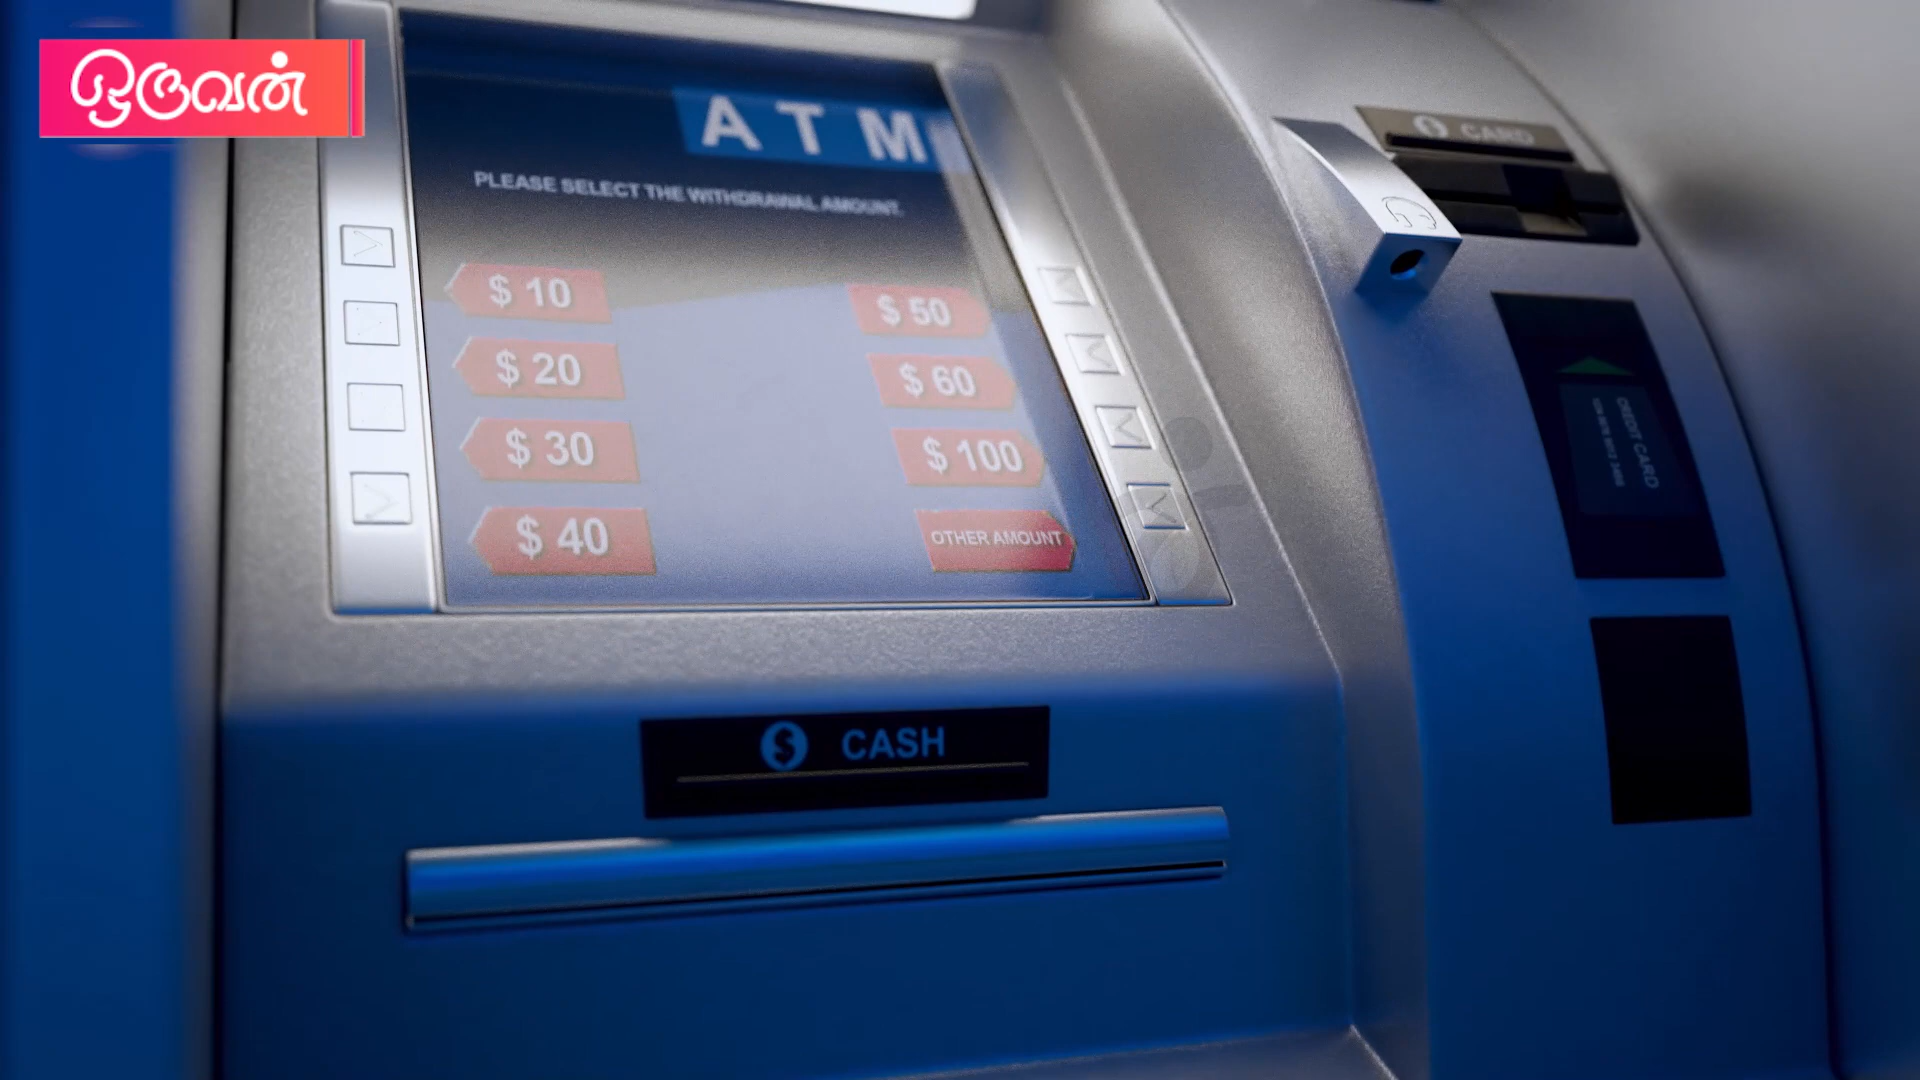 ஒருவன்
ATM
PLEASE SELECT THE WITHDRAWAL AMOUNT.
$ 10
$ 50
$ 20
$ 60
$ 30
$ 100
$ 40
OTHER AMOUNT
CARD
CREDIT CARD
$ CASH